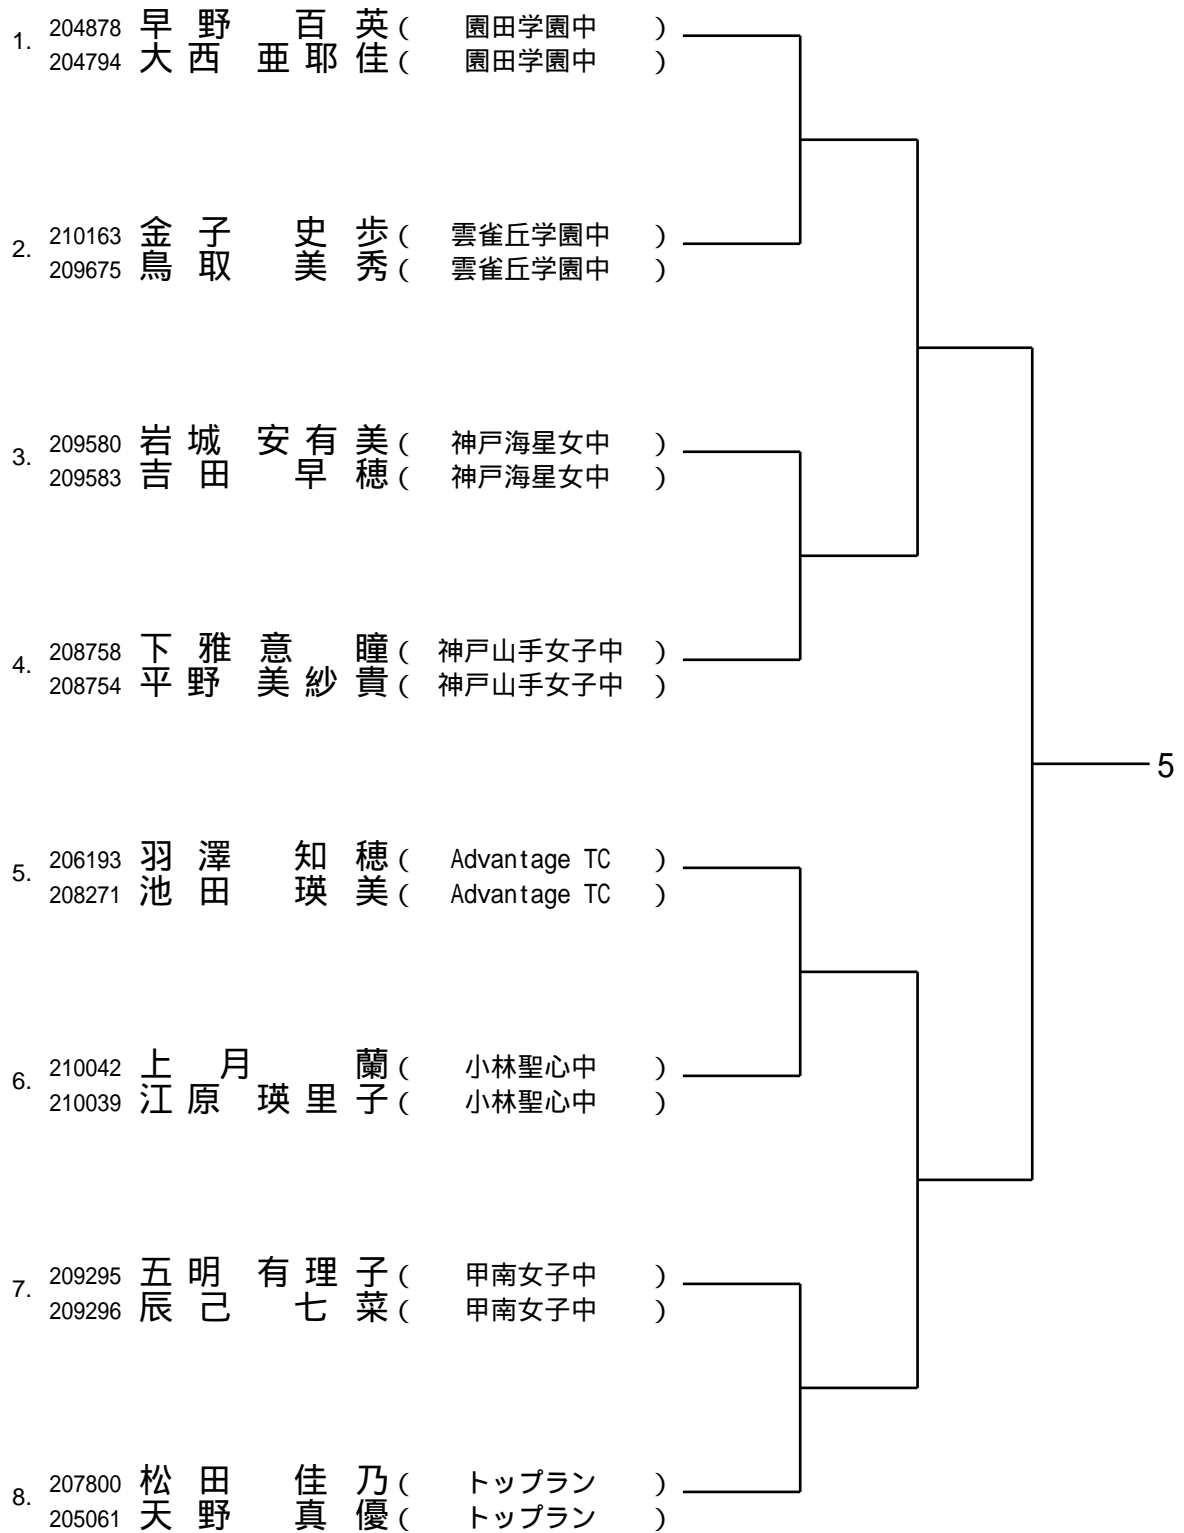 1. 204878 早野 百英 ( 園田学園中 )
204794 大西 亜耶佳 ( 園田学園中 )
2. 210163 金子 史歩 ( 雲雀丘学園中 )
209675 鳥取 美秀 ( 雲雀丘学園中 )
3. 209580 岩城 安有美 ( 神戸海星女中 )
209583 吉田 早穂 ( 神戸海星女中 )
4. 208758 下雅意 瞳 ( 神戸山手女子中 )
208754 平野 美紗貴 ( 神戸山手女子中 )
5
5. 206193 羽澤 知穂 ( Advantage TC )
208271 池田 瑛美 ( Advantage TC )
6. 210042 上月 蘭 ( 小林聖心中 )
210039 江原 瑛里子 ( 小林聖心中 )
7. 209295 五明 有理子 ( 甲南女子中 )
209296 辰己 七菜 ( 甲南女子中 )
8. 207800 松田 佳乃 ( トップラン )
205061 天野 真優 ( トップラン )